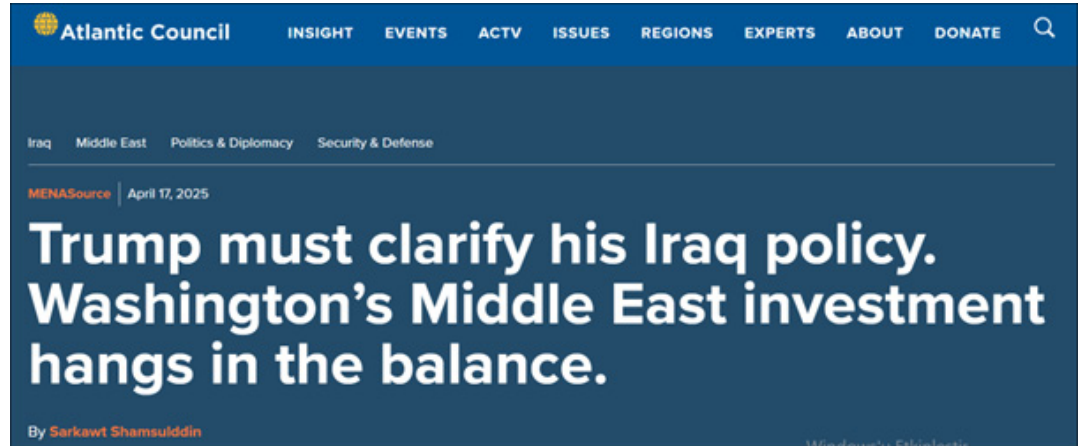 Atlantic Council INSIGHT EVENTS ACTV ISSUES REGIONS EXPERTS ABOUT DONATE
Iraq Middle East Politics & Diplomacy Security & Defense
MENASource | April 17, 2025
Trump must clarify his Iraq policy.
Washington's Middle East investment
hangs in the balance.
By Sarkawt Shamsulddin